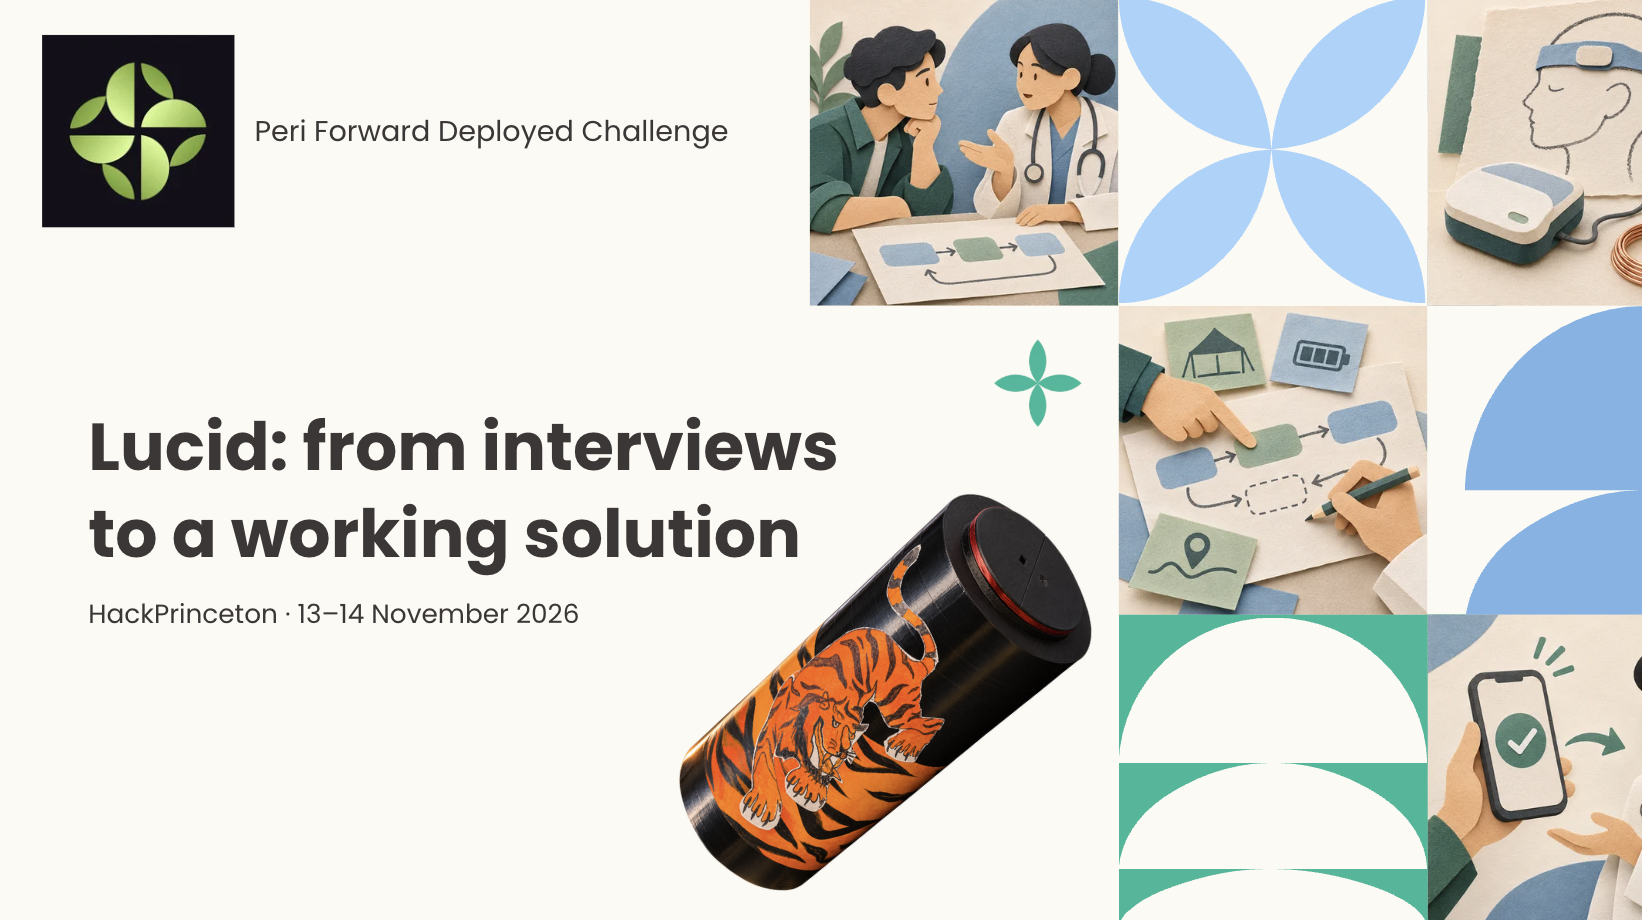 Peri Forward Deployed Challenge
Lucid: from interviews
to a working solution
HackPrinceton · 13–14 November 2026